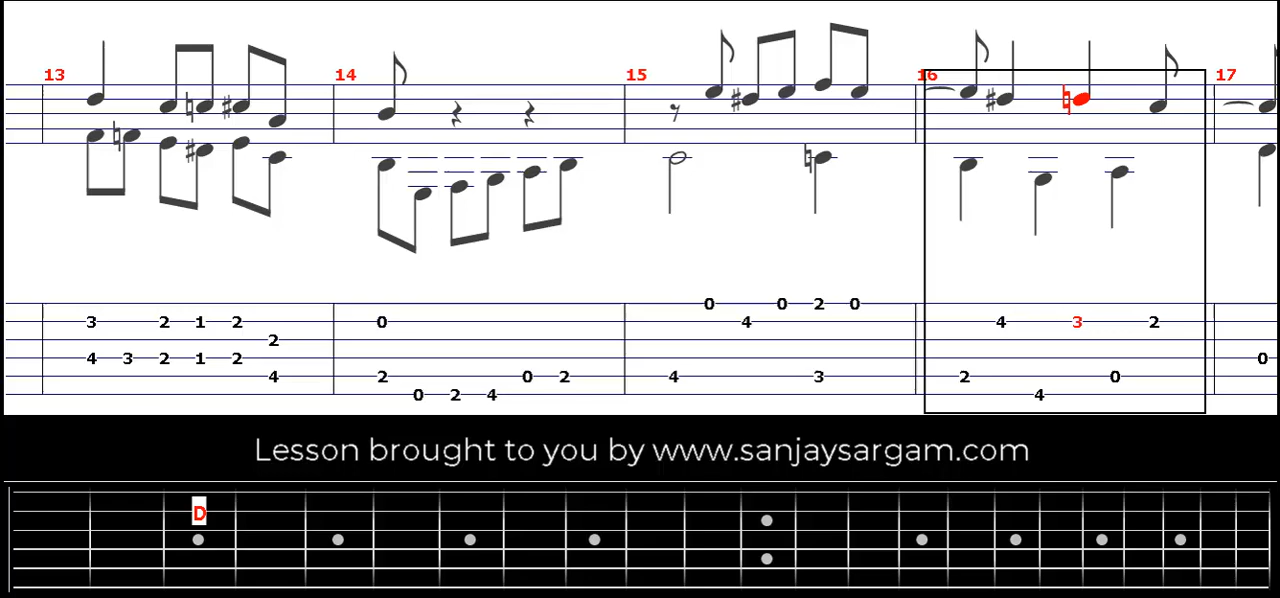 13 14 15 16 17
0 0 2 0
3 2 1 2 0 4 4 3 2
2
4 3 2 1 2 0
4 2 0 2 4 3 2 0
0 2 4 4
Lesson brought to you by www.sanjaysargam.com
D